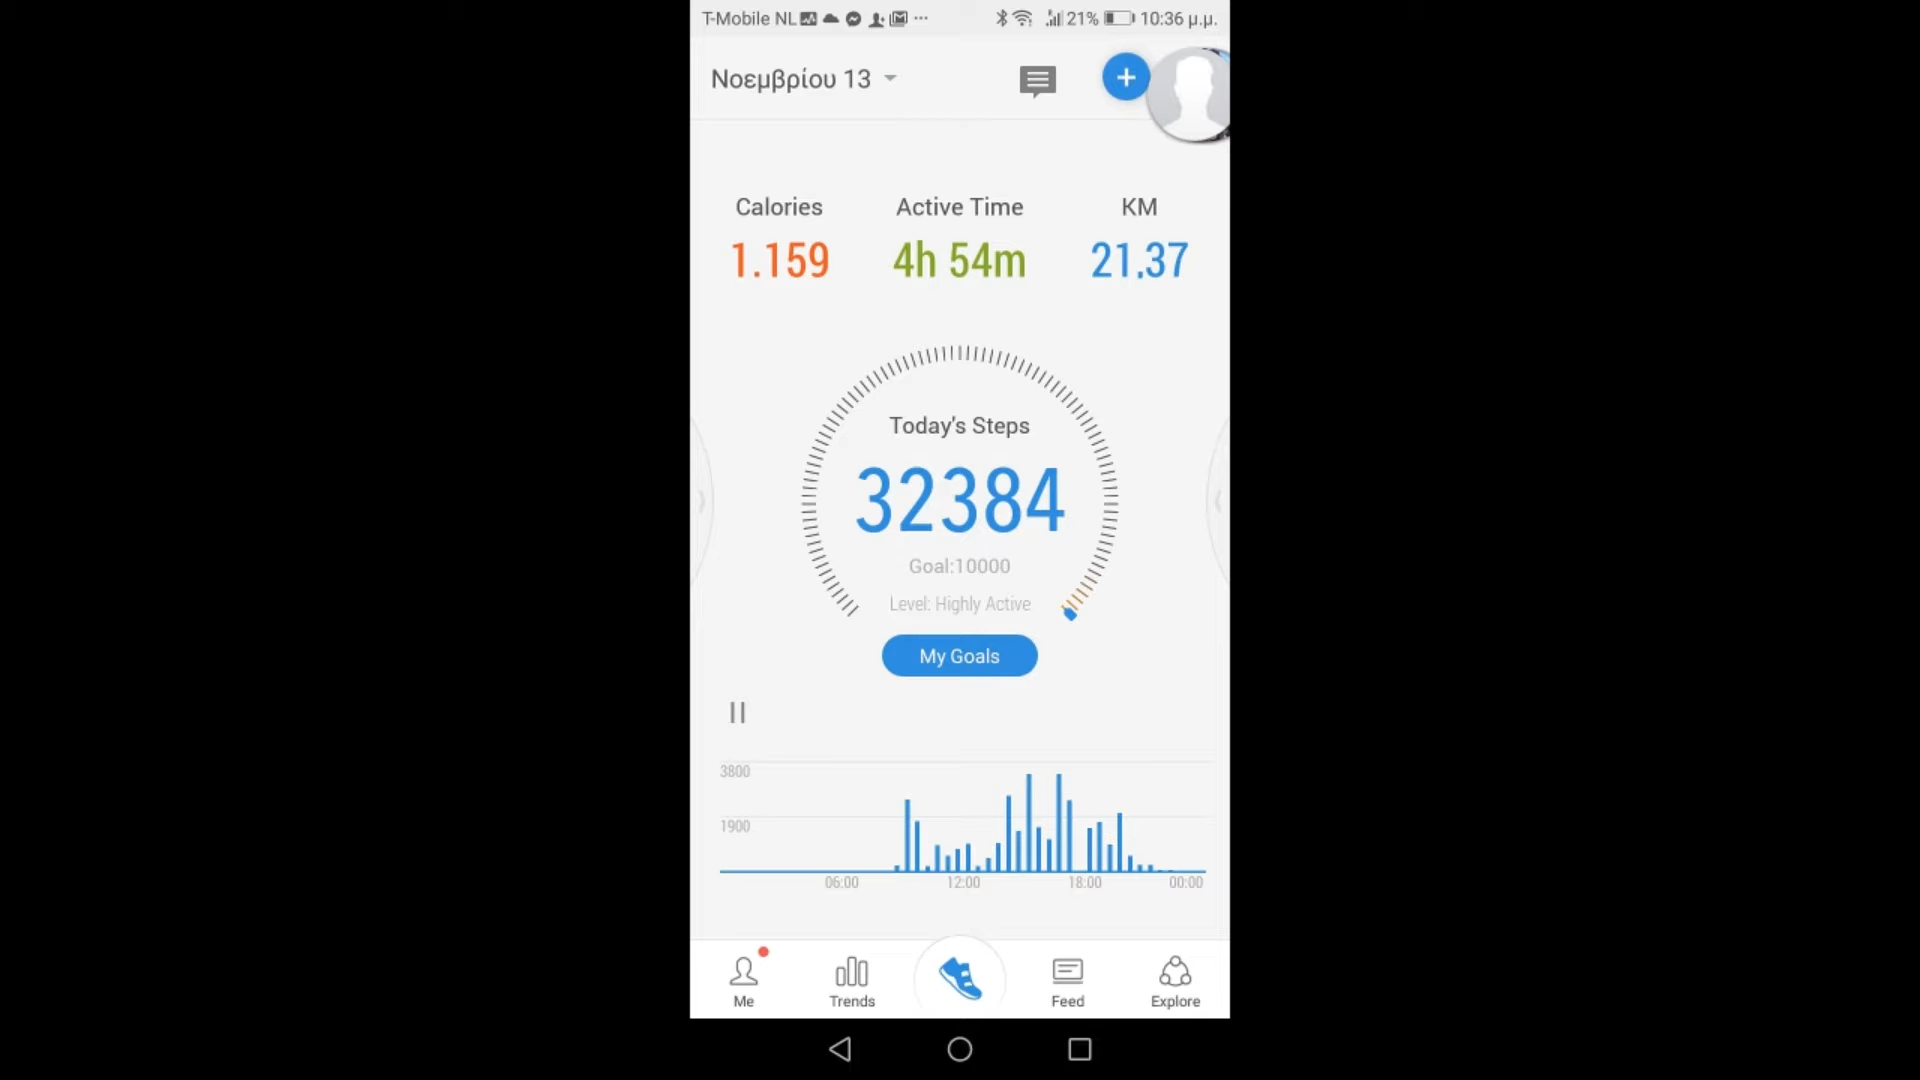 T-Mobile NL ... 21% 10:36 μ.μ.
Νοεμβρίου 13
Calories Active Time KM
1.159 4h 54m 21,37
Today's Steps
32384
Goal:10000
Level: Highly Active
My Goals
3800
1900
06:00 12:00 18:00 00:00
Me Trends Feed Explore